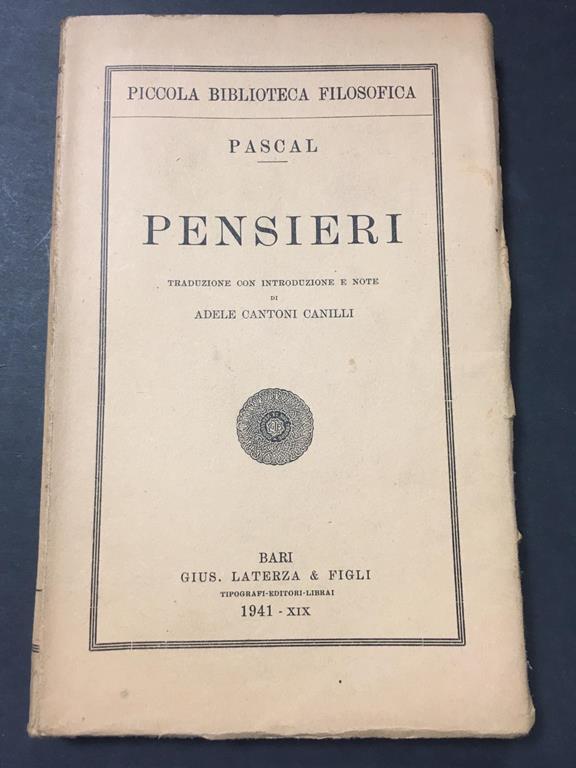 PICCOLA BIBLIOTECA FILOSOFICA
PASCAL
PENSIERI
TRADUZIONE CON INTRODUZIONE E NOTE
DI
ADELE CANTONI CANILLI
BARI
GIUS. LATERZA & FIGLI
TIPOGRAFI-EDITORI-LIBRAI
1941 - XIX